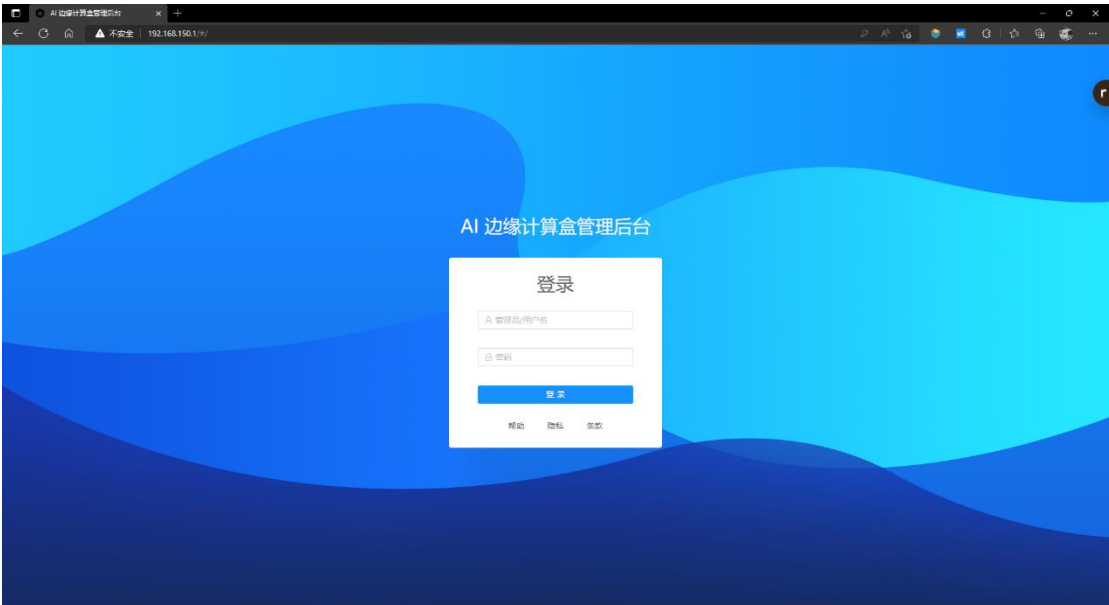 AI 边缘计算盒管理后台
不安全
192.168.150.1/#/
AI 边缘计算盒管理后台
登录
管理员/用户名
密码
登 录
帮助 隐私 条款